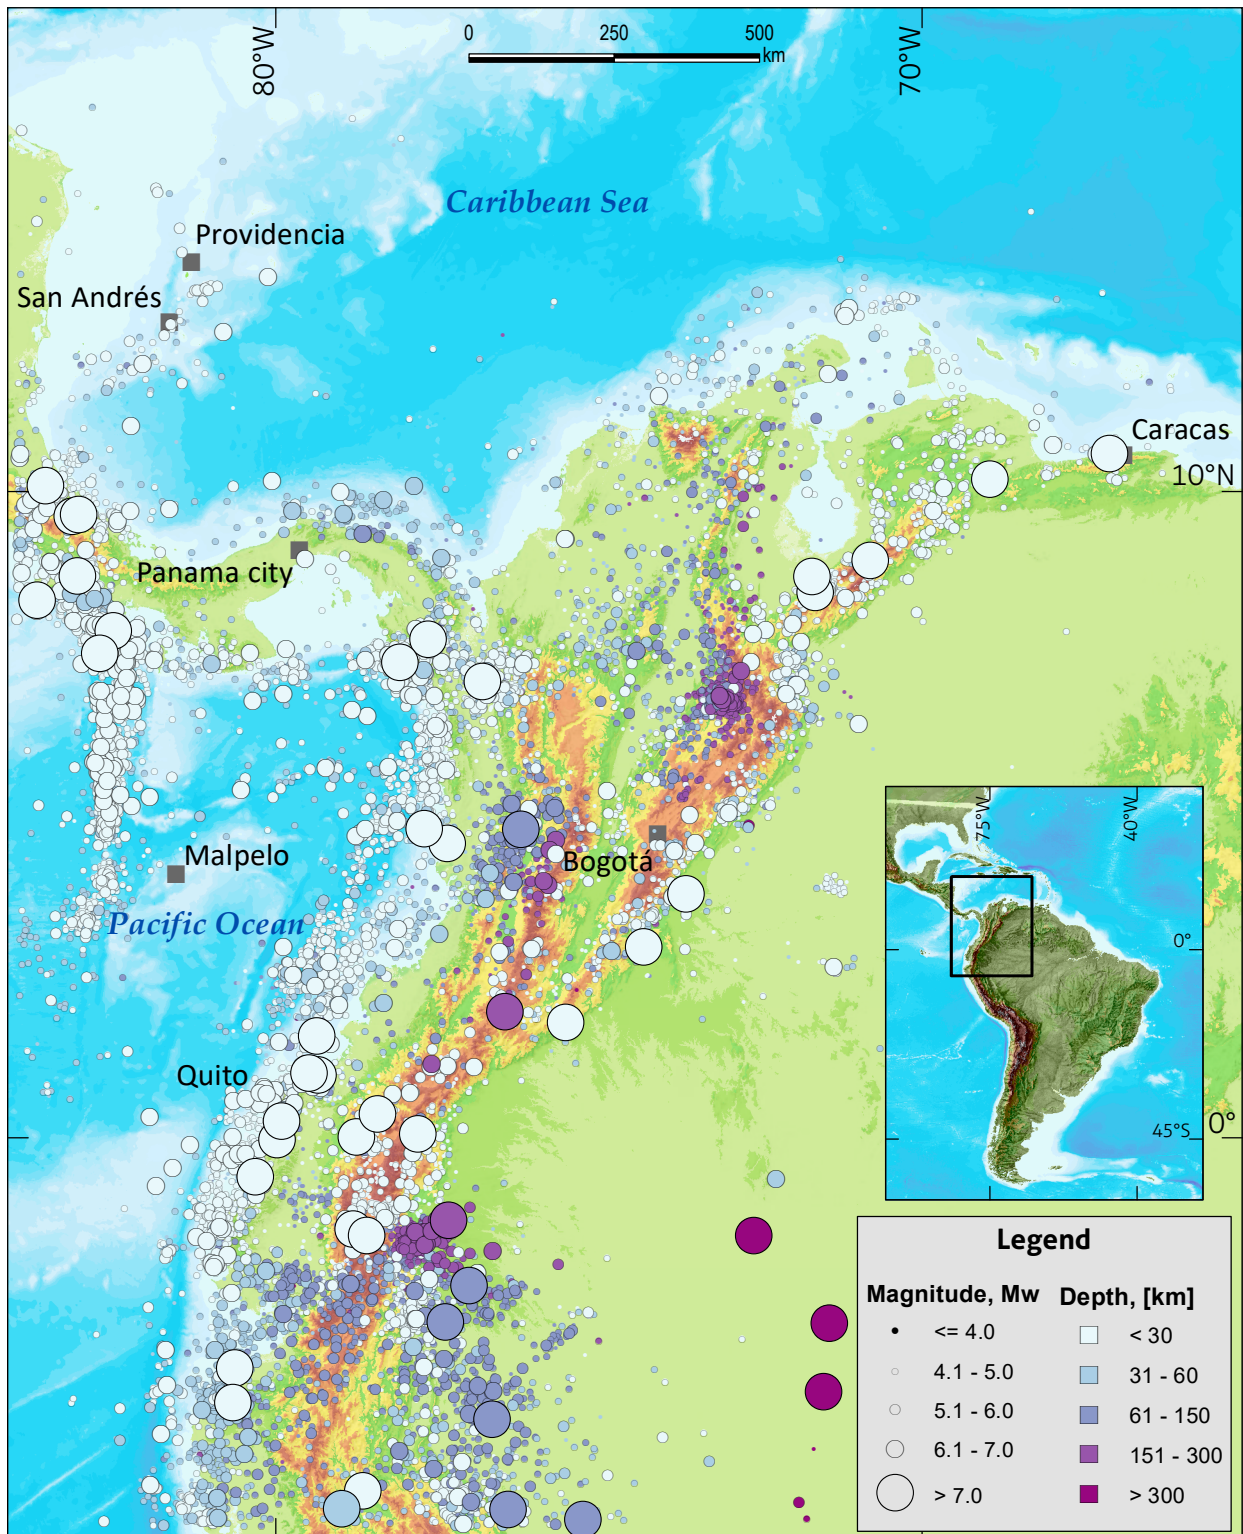 80°W
0
250
500
km
70°W
Caribbean Sea
Providencia
San Andrés
Caracas
10°N
Panama city
Malpelo
Bogotá
Pacific Ocean
Quito
75°W
40°W
0°
45°S
0°
Legend
Magnitude, Mw
Depth, [km]
<= 4.0
< 30
4.1 - 5.0
31 - 60
5.1 - 6.0
61 - 150
6.1 - 7.0
151 - 300
> 7.0
> 300